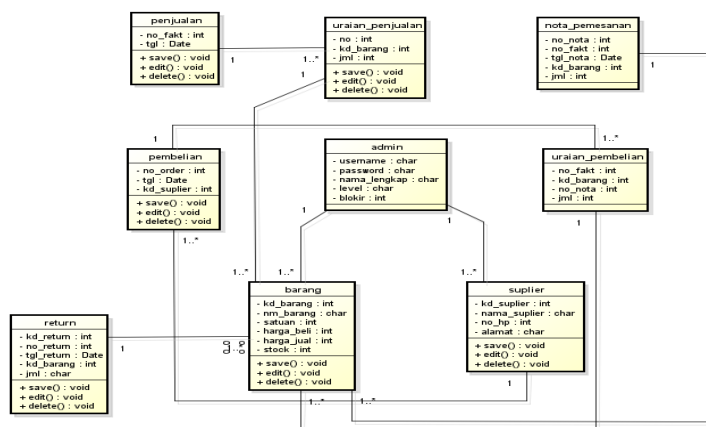 penjualan
- no_fakt : int
- tgl : Date
+ save() : void
+ edit() : void
+ delete() : void
1
1..*
uraian_penjualan
- no : int
- kd_barang : int
- jml : int
+ save() : void
+ edit() : void
+ delete() : void
1
nota_pemesanan
- no_nota : int
- no_fakt : int
- tgl_nota : Date
- kd_barang : int
- jml : int
1
1
1..*
pembelian
- no_order : int
- tgl : Date
- kd_suplier : int
+ save() : void
+ edit() : void
+ delete() : void
1..*
admin
- username : char
- password : char
- nama_lengkap : char
- level : char
- blokir : int
1
1
uraian_pembelian
- no_fakt : int
- kd_barang : int
- no_nota : int
- jml : int
1..*
1..*
1..*
barang
- kd_barang : int
- nm_barang : char
- satuan : int
- harga_beli : int
- harga_jual : int
- stock : int
+ save() : void
+ edit() : void
+ delete() : void
1..*
1..*
suplier
- kd_suplier : int
- nama_suplier : char
- no_hp : int
- alamat : char
+ save() : void
+ edit() : void
+ delete() : void
1
return
- kd_return : int
- no_return : int
- tgl_return : Date
- kd_barang : int
- jml : char
+ save() : void
+ edit() : void
+ delete() : void
1